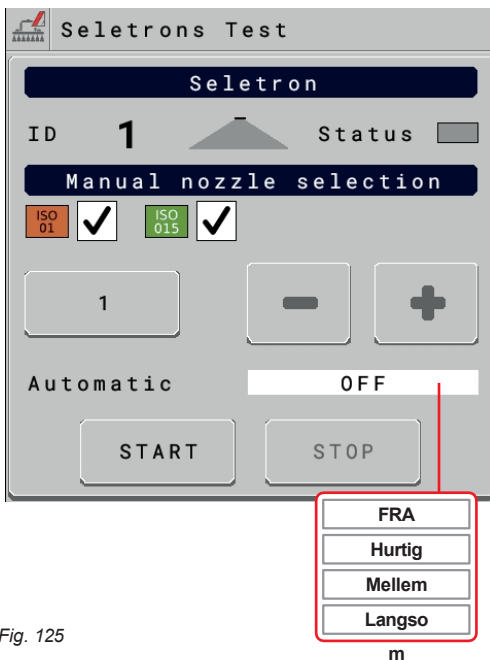 Seletrons Test
Seletron
ID 1 Status
Manual nozzle selection
ISO 01 ISO 015
1 - +
Automatic OFF
START STOP
FRA
Hurtig
Mellem
Langso
m
Fig. 125